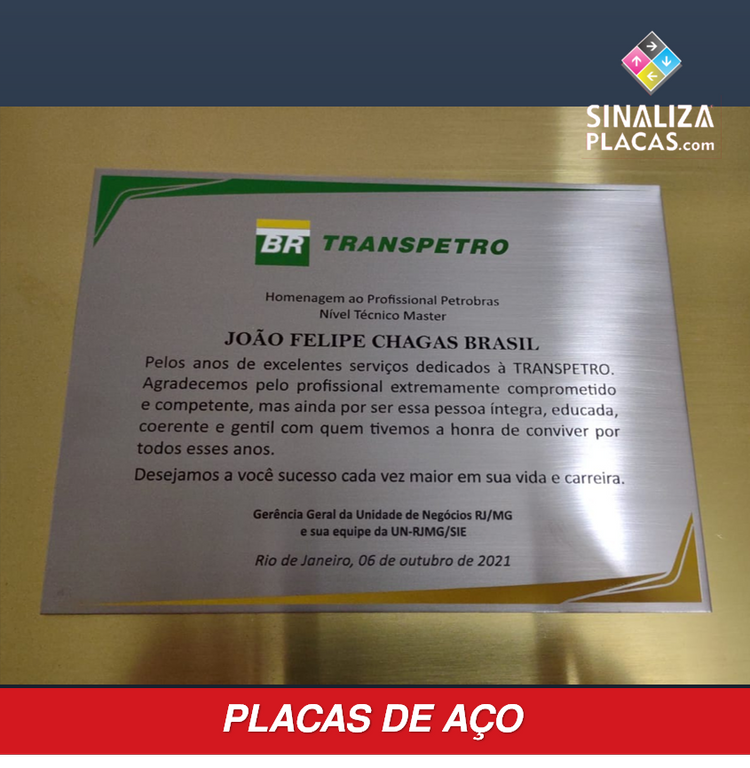 SINALIZA
PLACAS.com
BR TRANSPETRO
Homenagem ao Profissional Petrobras
Nível Técnico Master
JOÃO FELIPE CHAGAS BRASIL
Pelos anos de excelentes serviços dedicados à TRANSPETRO.
Agradecemos pelo profissional extremamente comprometido
e competente, mas ainda por ser essa pessoa íntegra, educada,
coerente e gentil com quem tivemos a honra de conviver por
todos esses anos.
Desejamos a você sucesso cada vez maior em sua vida e carreira.
Gerência Geral da Unidade de Negócios RJ/MG
e sua equipe da UN-RJMG/SIE
Rio de Janeiro, 06 de outubro de 2021
PLACAS DE AÇO